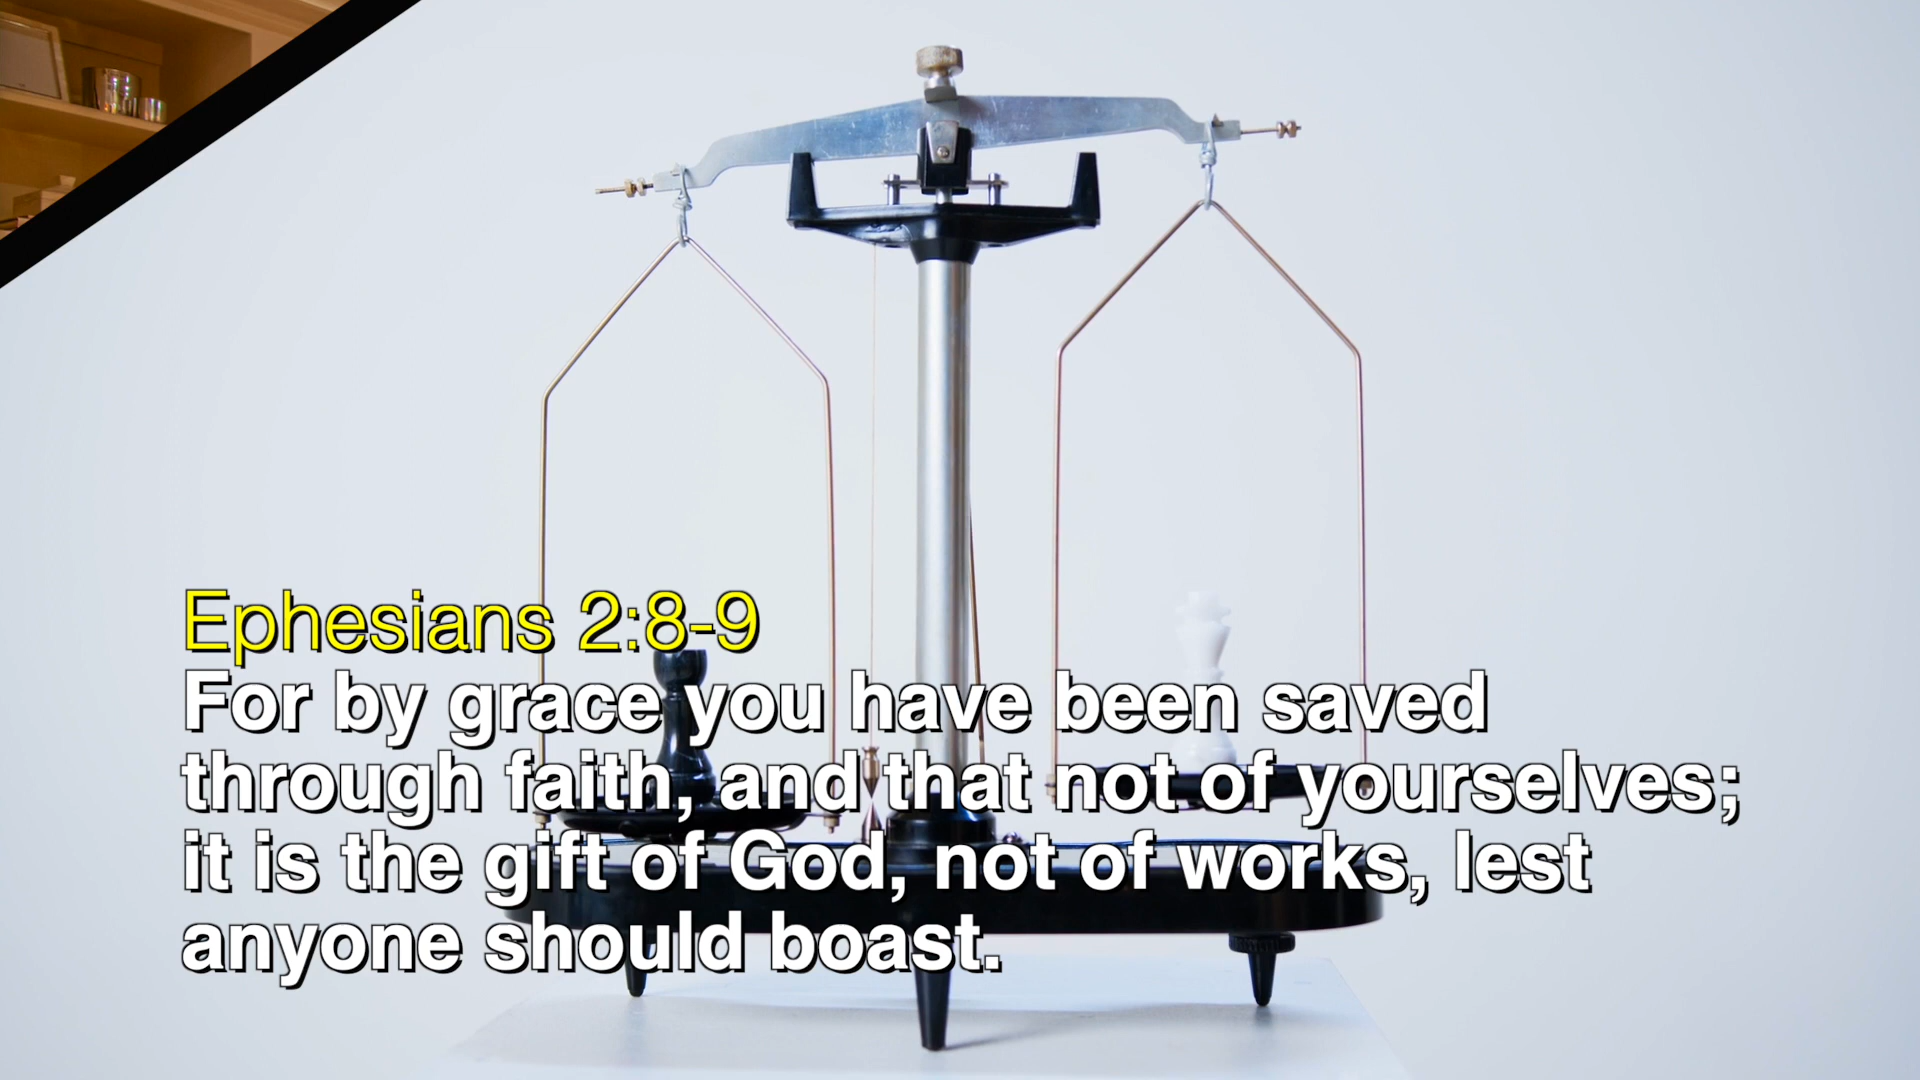 Ephesians 2:8-9
For by grace you have been saved
through faith, and that not of yourselves;
it is the gift of God, not of works, lest
anyone should boast.